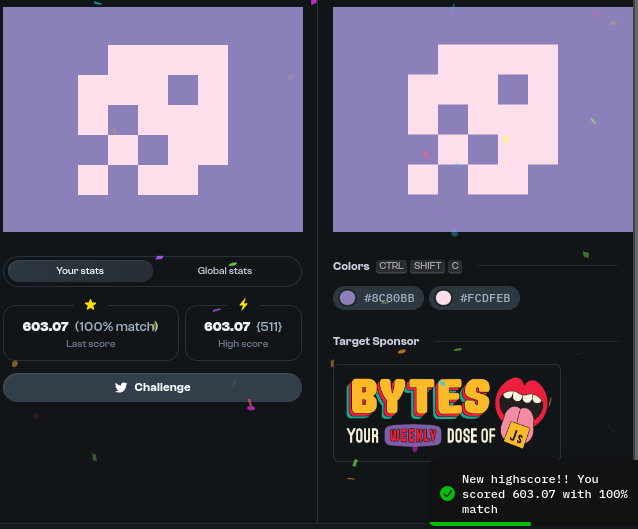 Your stats
Global stats
603.07 (100% match)
Last score
603.07 {511}
High score
Challenge
Colors CTRL SHIFT C
#8C80BB #FCDFEB
Target Sponsor
BYTES
YOUR WEEKLY DOSE OF JS
New highscore!! You
scored 603.07 with 100%
match